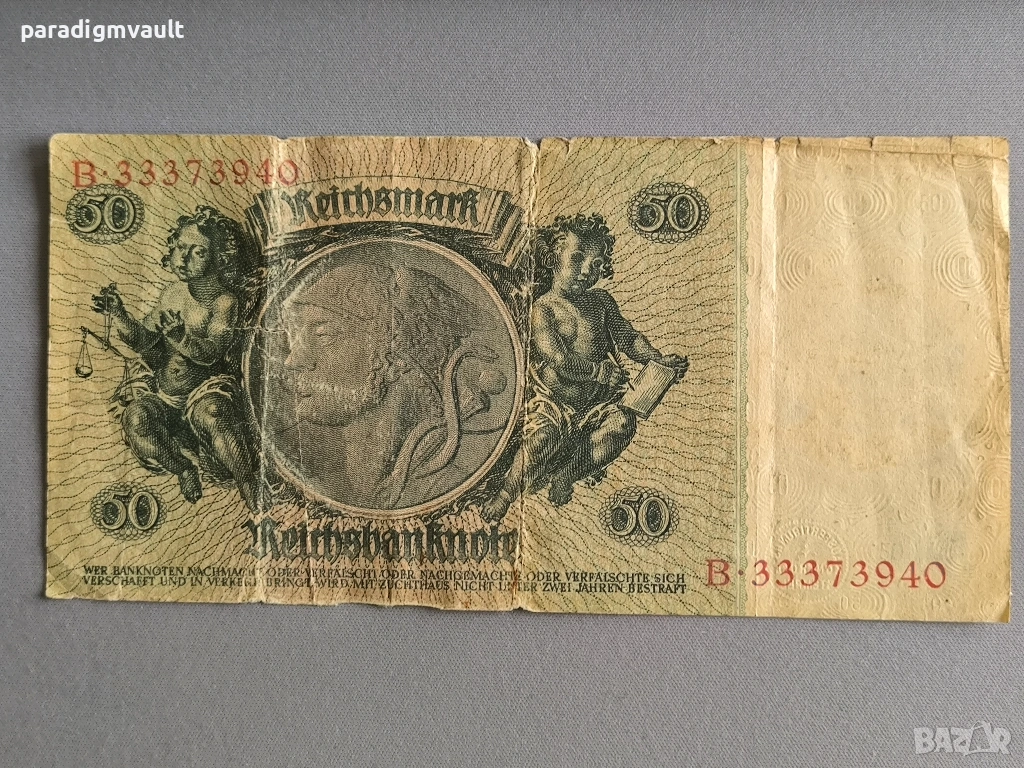 paradigmvault
B·33373940
Reichsmark
50
50
50
50
Reichsbanknote
WER BANKNOTEN NACHMACHT ODER VERFÄLSCHT ODER NACHGEMACHTE ODER VERFÄLSCHTE SICH
VERSCHAFFT UND IN VERKEHR BRINGT, WIRD MIT ZUCHTHAUS NICHT UNTER ZWEI JAHREN BESTRAFT
B·33373940
BAZAR